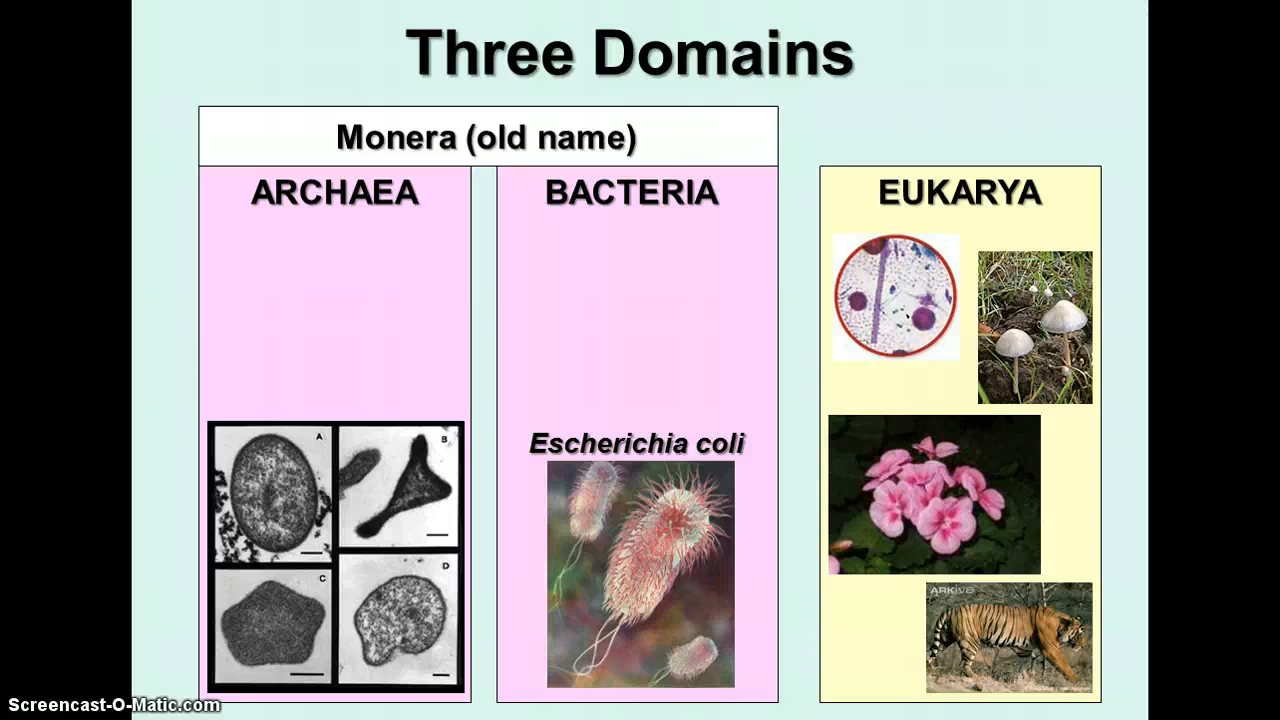 Three Domains
Monera (old name)
ARCHAEA
BACTERIA
EUKARYA
A
B
C
D
Escherichia coli
ARKive
Screencast-O-Matic.com